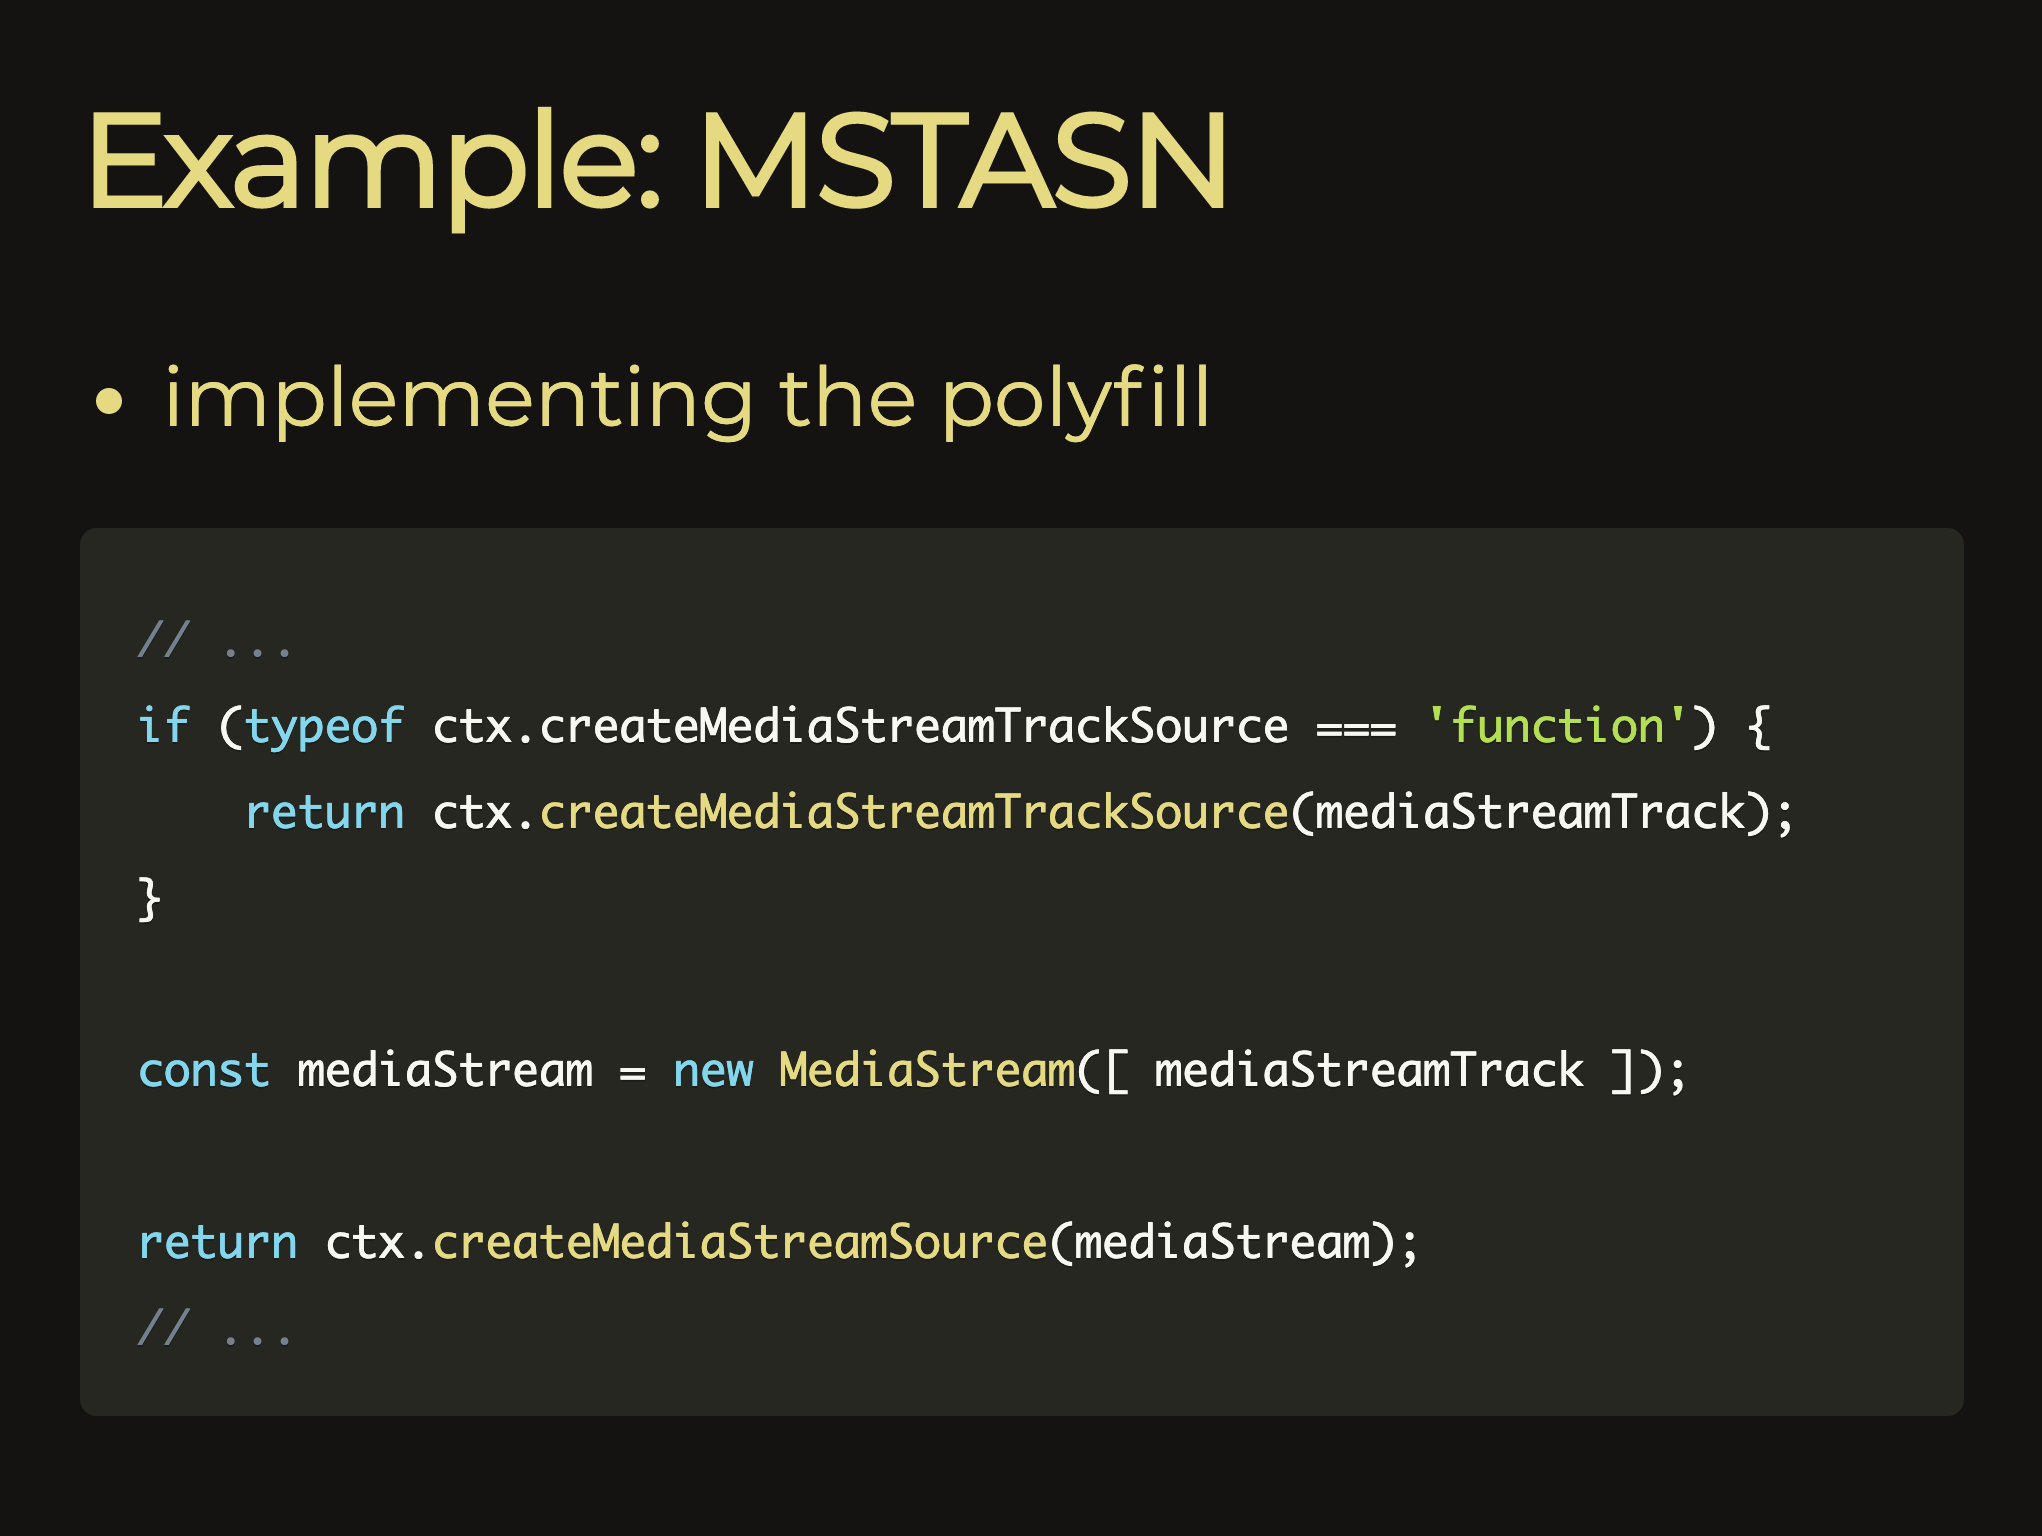 Example: MSTASN
• implementing the polyfill
// ...
if (typeof ctx.createMediaStreamTrackSource === 'function') {
    return ctx.createMediaStreamTrackSource(mediaStreamTrack);
}
const mediaStream = new MediaStream([ mediaStreamTrack ]);
return ctx.createMediaStreamSource(mediaStream);
// ...